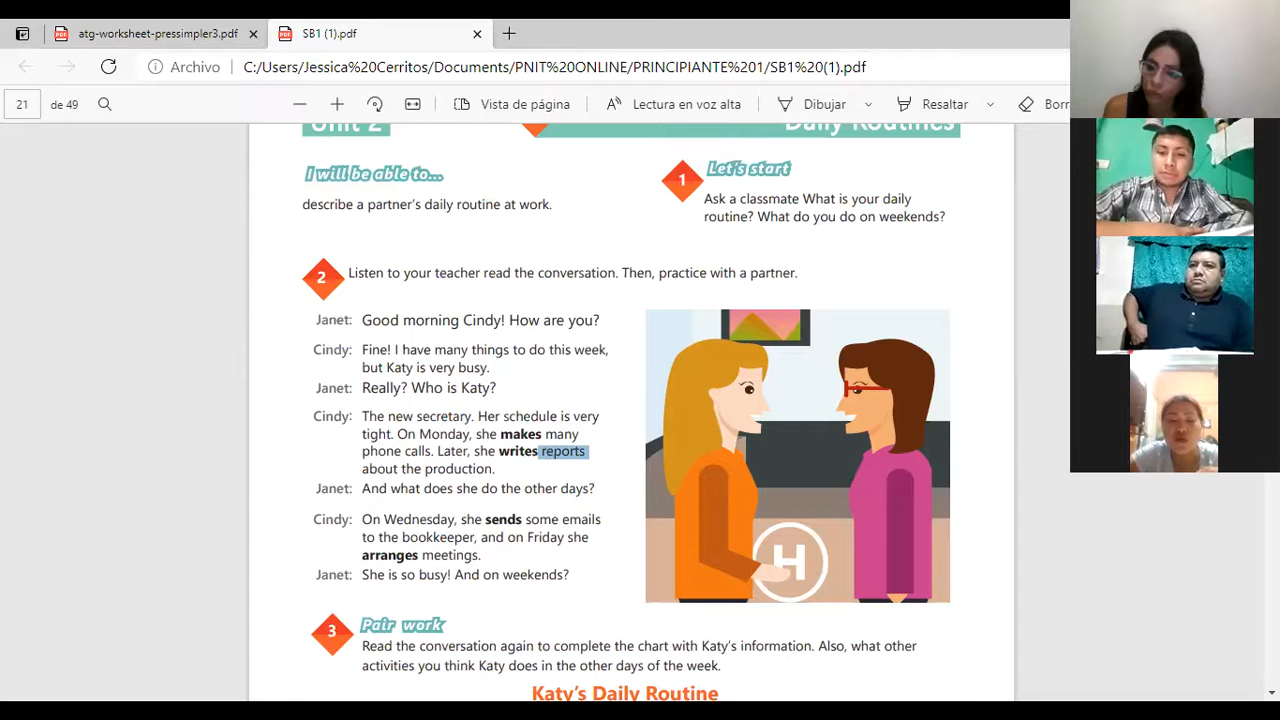 atg-worksheet-pressimpler3.pdf
SB1 (1).pdf
Archivo
C:/Users/Jessica%20Cerritos/Documents/PNIT%20ONLINE/PRINCIPIANTE%201/SB1%20(1).pdf
21 de 49
Vista de página
Lectura en voz alta
Dibujar
Resaltar
Borr
Unit 2
Daily Routines
I will be able to...
describe a partner's daily routine at work.
1
Let's start
Ask a classmate What is your daily
routine? What do you do on weekends?
2
Listen to your teacher read the conversation. Then, practice with a partner.
Janet: Good morning Cindy! How are you?
Cindy: Fine! I have many things to do this week,
but Katy is very busy.
Janet: Really? Who is Katy?
Cindy: The new secretary. Her schedule is very
tight. On Monday, she makes many
phone calls. Later, she writes reports
about the production.
Janet: And what does she do the other days?
Cindy: On Wednesday, she sends some emails
to the bookkeeper, and on Friday she
arranges meetings.
Janet: She is so busy! And on weekends?
H
3
Pair work
Read the conversation again to complete the chart with Katy's information. Also, what other
activities you think Katy does in the other days of the week.
Katy's Daily Routine